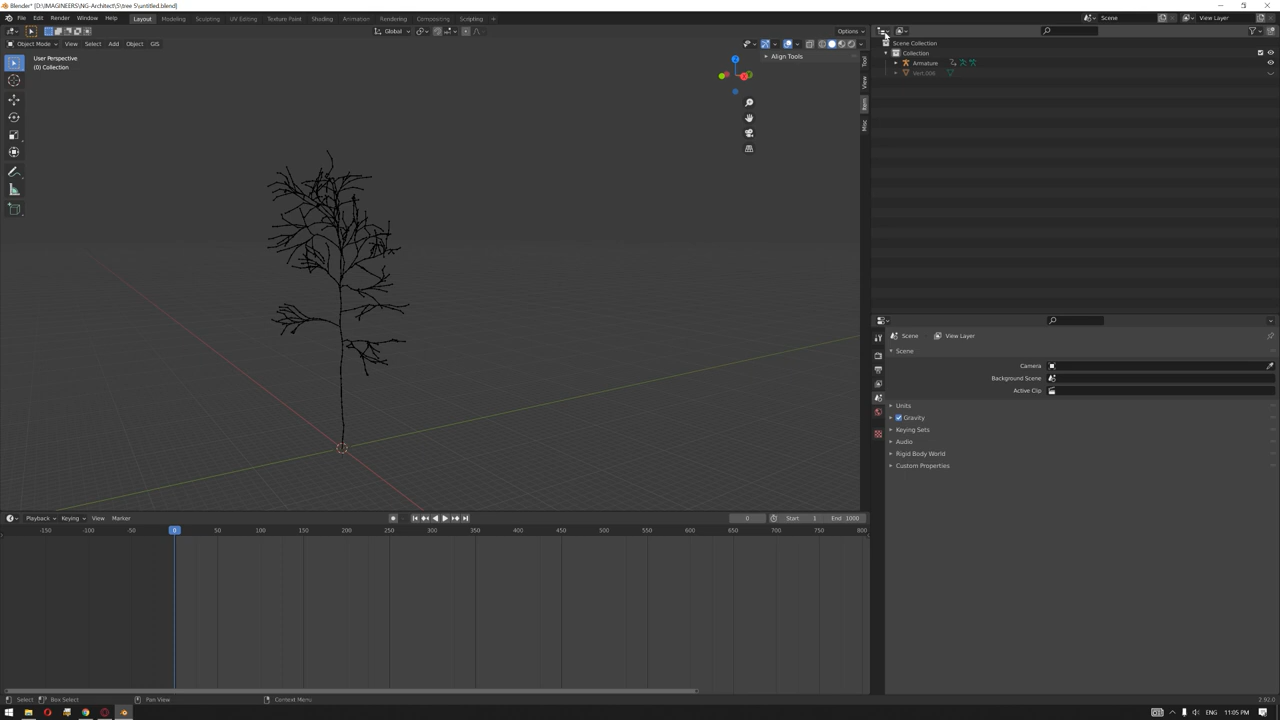 Blender* [D:\IMAGINEERS\NG-Architect\5\tree 5\untitled.blend]
File Edit Render Window Help Layout Modeling Sculpting UV Editing Texture Paint Shading Animation Rendering Compositing Scripting Scene View Layer
Global Options
Object Mode View Select Add Object GIS
User Perspective
(0) Collection
Align Tools
Z
Tool
View
Item
Misc
Scene Collection
Collection
Armature
Vert.006
Scene View Layer
Scene
Camera
Background Scene
Active Clip
Units
Gravity
Keying Sets
Audio
Rigid Body World
Custom Properties
Playback Keying View Marker 0 Start 1 End 1000
-150 -100 -50 0 50 100 150 200 250 300 350 400 450 500 550 600 650 700 750 800
Select Box Select Pan View Context Menu 2.92.0
ENG 11:05 PM